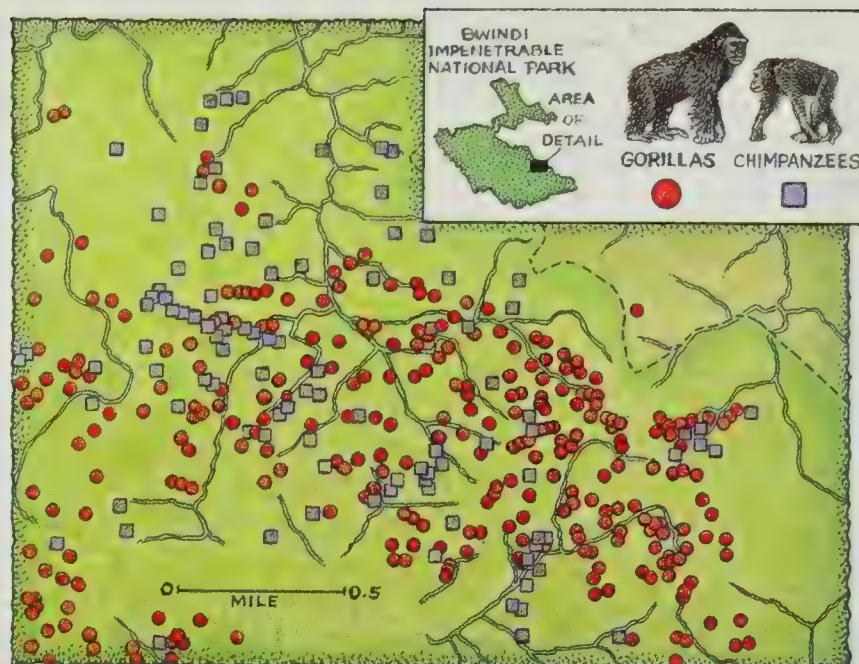 BWINDI
IMPENETRABLE
NATIONAL PARK
AREA
OF
DETAIL
GORILLAS
CHIMPANZEES
0
0.5
MILE